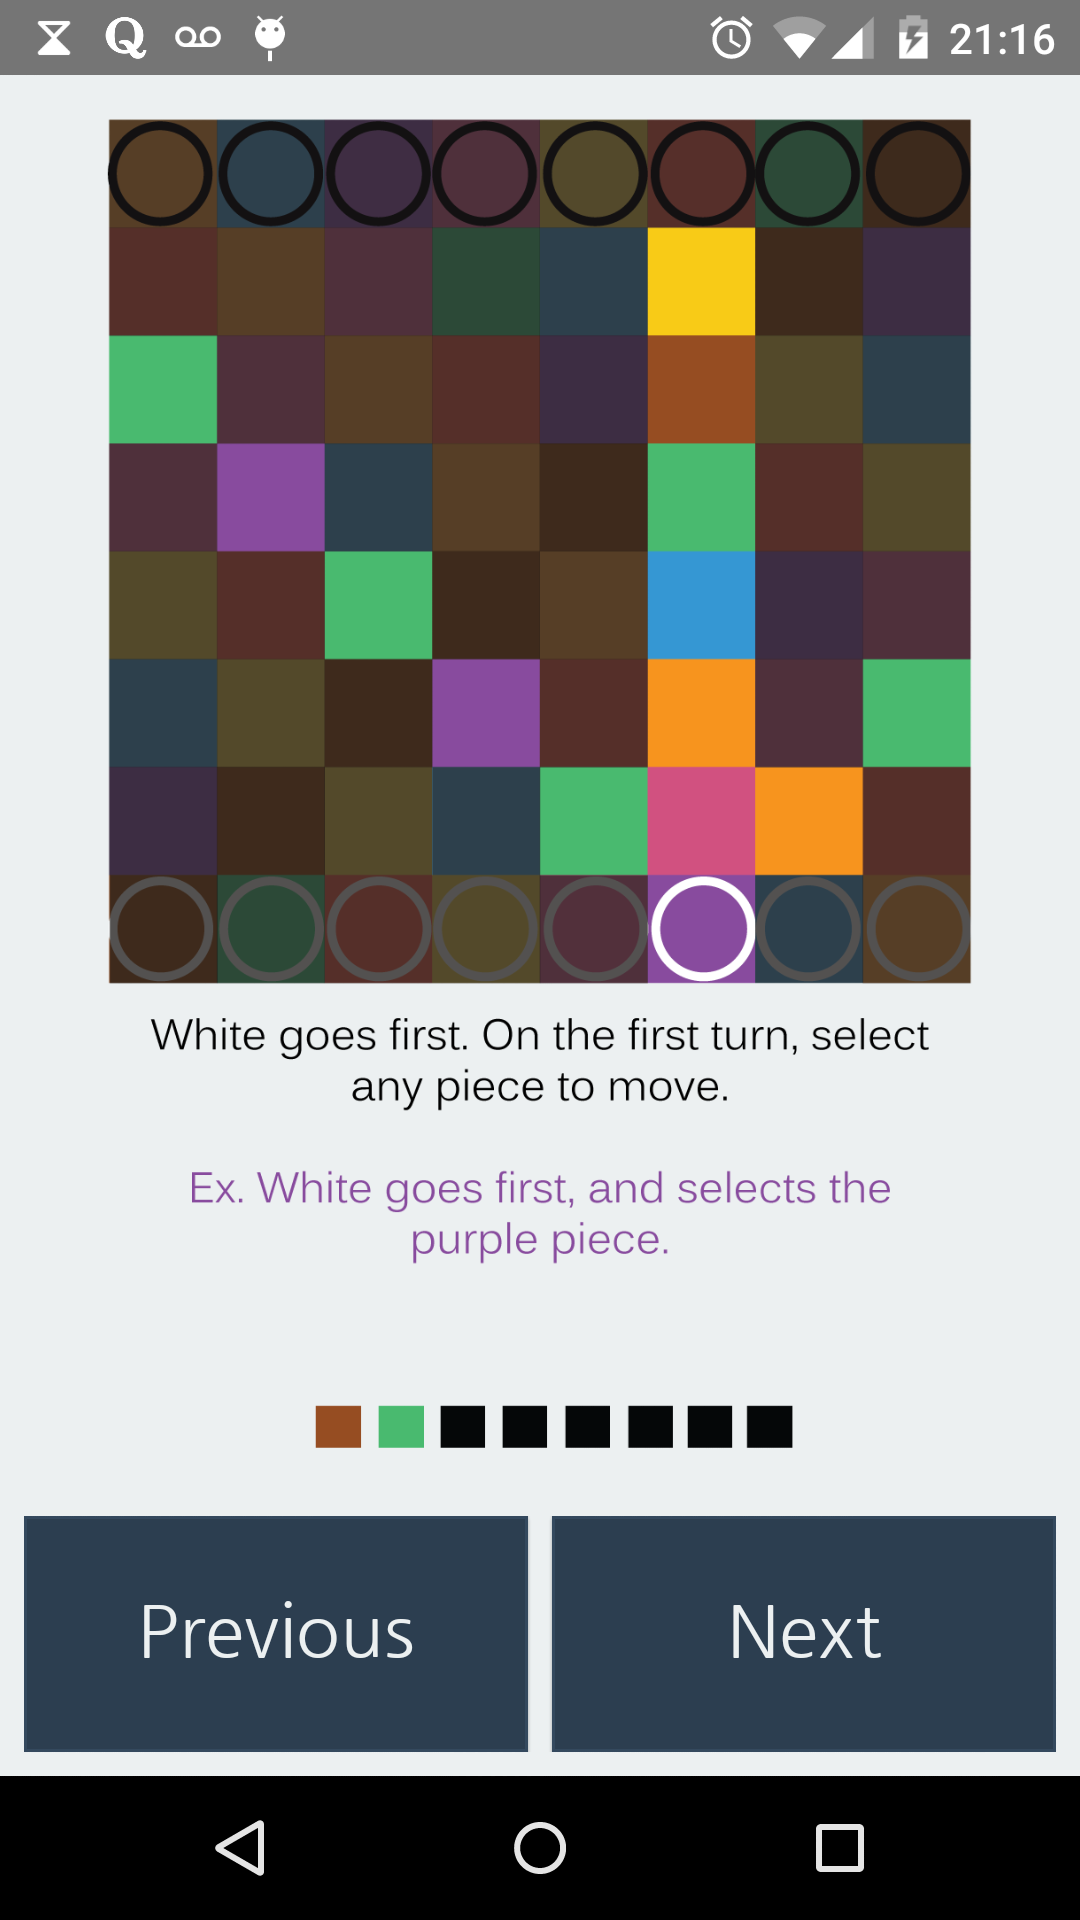 Q
21:16
White goes first. On the first turn, select
any piece to move.
Ex. White goes first, and selects the
purple piece.
Previous
Next